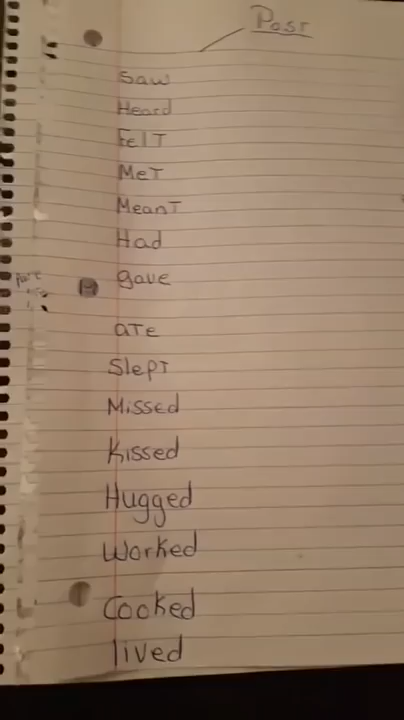 Past
Saw
Heard
FelT
MeT
MeanT
Had
gave
aTe
SlepT
Missed
Kissed
Hugged
Worked
Cooked
lived